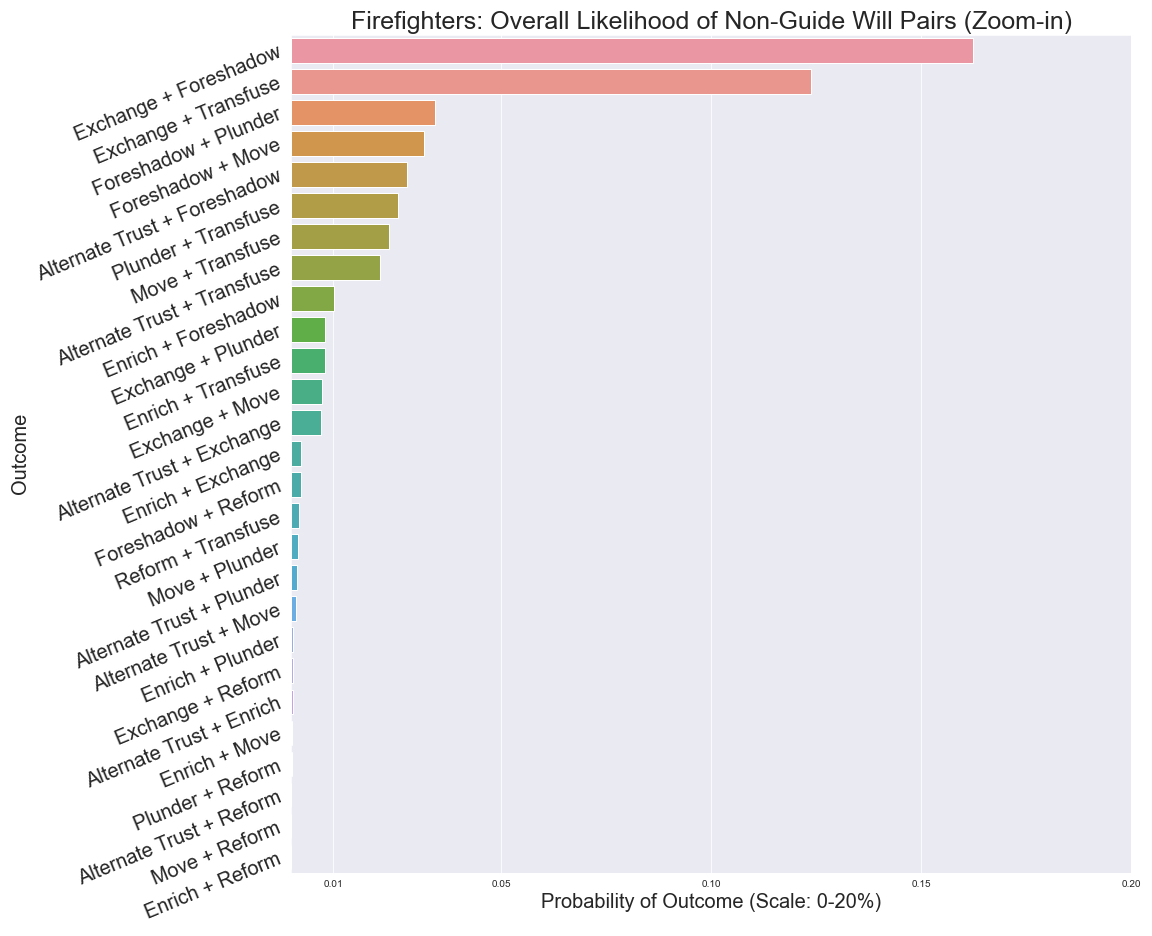 Firefighters: Overall Likelihood of Non-Guide Will Pairs (Zoom-in)
Exchange + Foreshadow
Exchange + Transfuse
Foreshadow + Plunder
Foreshadow + Move
Alternate Trust + Foreshadow
Plunder + Transfuse
Move + Transfuse
Alternate Trust + Transfuse
Enrich + Foreshadow
Exchange + Plunder
Enrich + Transfuse
Exchange + Move
Alternate Trust + Exchange
Enrich + Exchange
Foreshadow + Reform
Reform + Transfuse
Move + Plunder
Alternate Trust + Plunder
Alternate Trust + Move
Enrich + Plunder
Exchange + Reform
Alternate Trust + Enrich
Enrich + Move
Plunder + Reform
Alternate Trust + Reform
Move + Reform
Enrich + Reform
Outcome
0.01 0.05 0.10 0.15 0.20
Probability of Outcome (Scale: 0-20%)